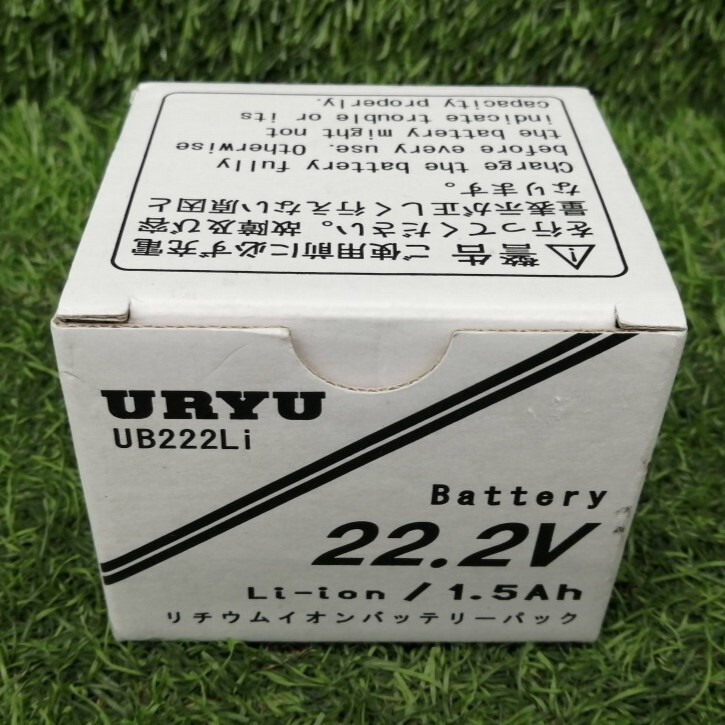 ⚠警告 ご使用前に必ず充電
を行ってください。故障及び容
量表示が正しく行えない原因と
なります。
Charge the battery fully
before every use. Otherwise
the battery might not
indicate trouble or its
capacity properly.
URYU
UB222Li
Battery
22.2V
Li-ion / 1.5Ah
リチウムイオンバッテリーパック